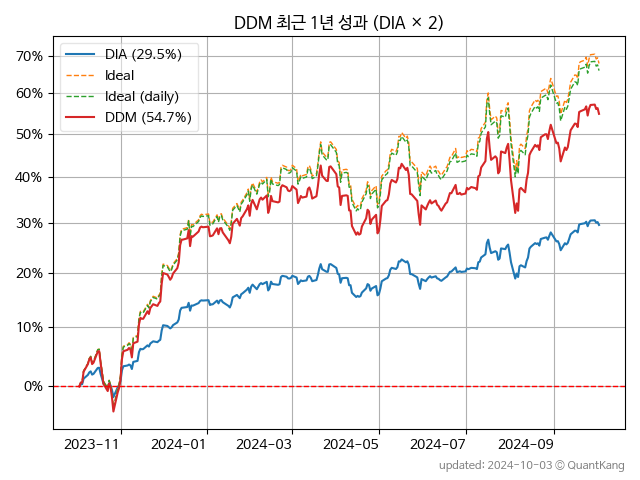 DDM 최근 1년 성과 (DIA × 2)
DIA (29.5%)
Ideal
Ideal (daily)
DDM (54.7%)
70%
60%
50%
40%
30%
20%
10%
0%
2023-11 2024-01 2024-03 2024-05 2024-07 2024-09
updated: 2024-10-03 © QuantKang